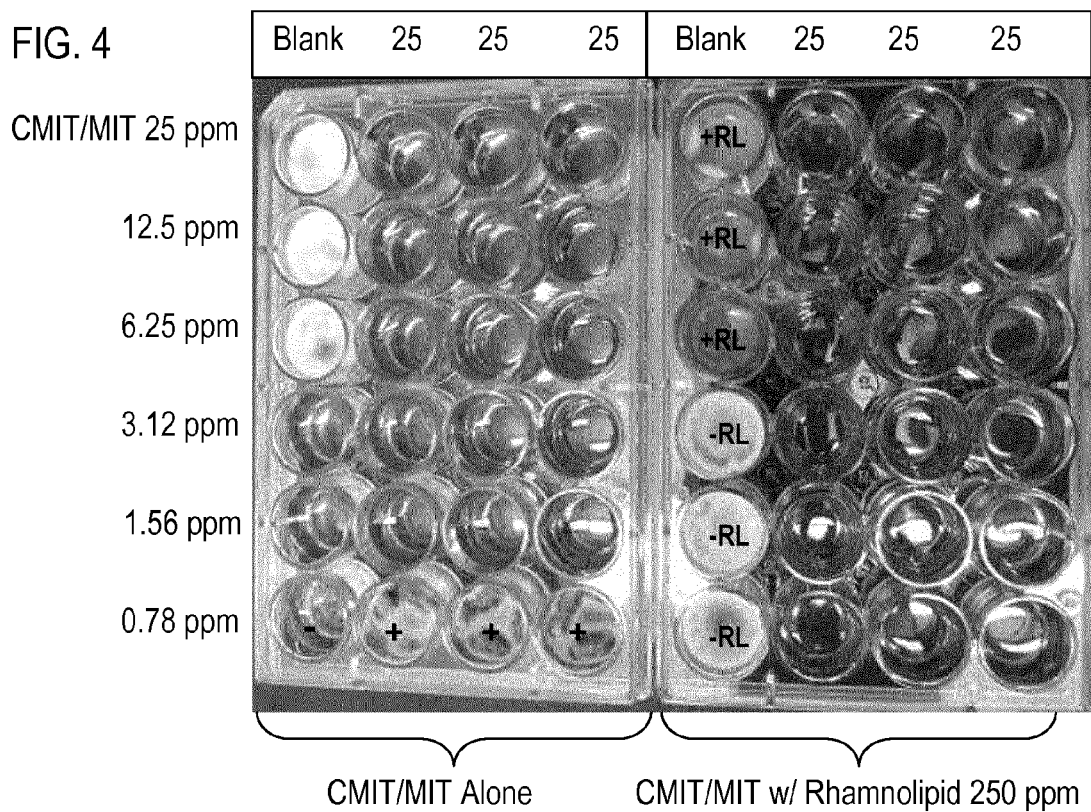 FIG. 4
Blank 25 25 25 Blank 25 25 25
CMIT/MIT 25 ppm
+RL
12.5 ppm
+RL
6.25 ppm
+RL
3.12 ppm
-RL
1.56 ppm
-RL
0.78 ppm
- + + + -RL
CMIT/MIT Alone CMIT/MIT w/ Rhamnolipid 250 ppm